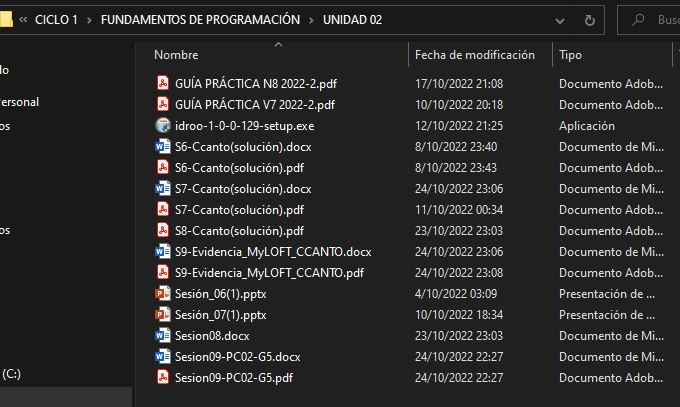 « CICLO 1 > FUNDAMENTOS DE PROGRAMACIÓN > UNIDAD 02
Nombre Fecha de modificación Tipo
do
GUÍA PRÁCTICA N8 2022-2.pdf 17/10/2022 21:08 Documento Adob...
ersonal GUÍA PRÁCTICA V7 2022-2.pdf 10/10/2022 20:18 Documento Adob...
os idroo-1-0-0-129-setup.exe 12/10/2022 21:25 Aplicación
S6-Ccanto(solución).docx 8/10/2022 23:40 Documento de Mi...
S6-Ccanto(solución).pdf 8/10/2022 23:43 Documento Adob...
S7-Ccanto(solución).docx 24/10/2022 23:06 Documento de Mi...
S7-Ccanto(solución).pdf 11/10/2022 00:34 Documento Adob...
os S8-Ccanto(solución).pdf 23/10/2022 23:03 Documento Adob...
S9-Evidencia_MyLOFT_CCANTO.docx 24/10/2022 23:06 Documento de Mi...
S9-Evidencia_MyLOFT_CCANTO.pdf 24/10/2022 23:08 Documento Adob...
Sesión_06(1).pptx 4/10/2022 03:09 Presentación de ...
Sesión_07(1).pptx 10/10/2022 18:34 Presentación de ...
Sesion08.docx 23/10/2022 23:03 Documento de Mi...
Sesion09-PC02-G5.docx 24/10/2022 22:27 Documento de Mi...
(C:) Sesion09-PC02-G5.pdf 24/10/2022 22:27 Documento Adob...